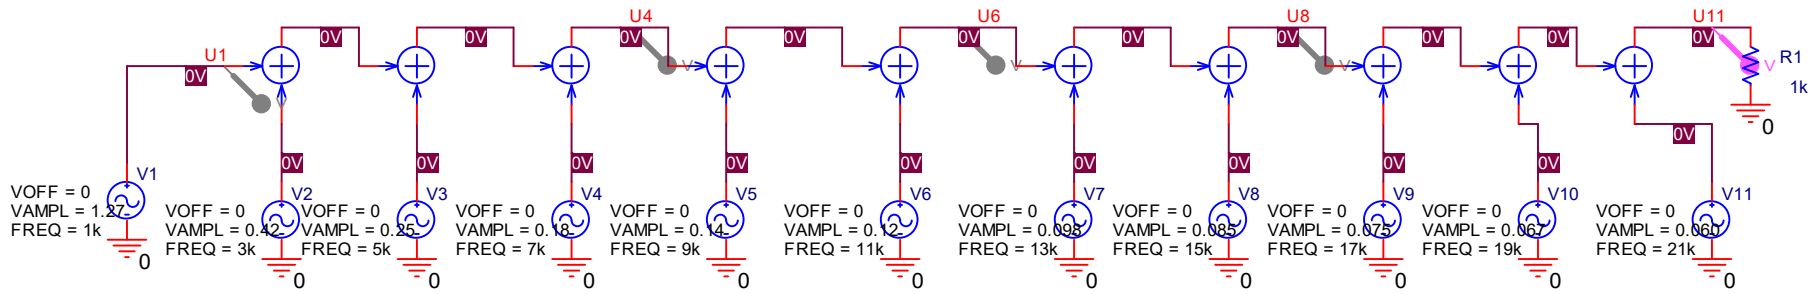 U1
U4
U6
U8
U11
0V
0V
0V
0V
0V
0V
0V
0V
0V
0V
0V
V
V
V
V
V
R1
1k
0
0V
0V
0V
0V
0V
0V
0V
0V
0V
V1
VOFF = 0
VAMPL = 1.27
FREQ = 1k
0
V2
VOFF = 0
VAMPL = 0.42
FREQ = 3k
0
V3
VOFF = 0
VAMPL = 0.25
FREQ = 5k
0
V4
VOFF = 0
VAMPL = 0.18
FREQ = 7k
0
V5
VOFF = 0
VAMPL = 0.14
FREQ = 9k
0
V6
VOFF = 0
VAMPL = 0.12
FREQ = 11k
0
V7
VOFF = 0
VAMPL = 0.098
FREQ = 13k
0
V8
VOFF = 0
VAMPL = 0.085
FREQ = 15k
0
V9
VOFF = 0
VAMPL = 0.075
FREQ = 17k
0
V10
VOFF = 0
VAMPL = 0.067
FREQ = 19k
0
V11
VOFF = 0
VAMPL = 0.060
FREQ = 21k
0